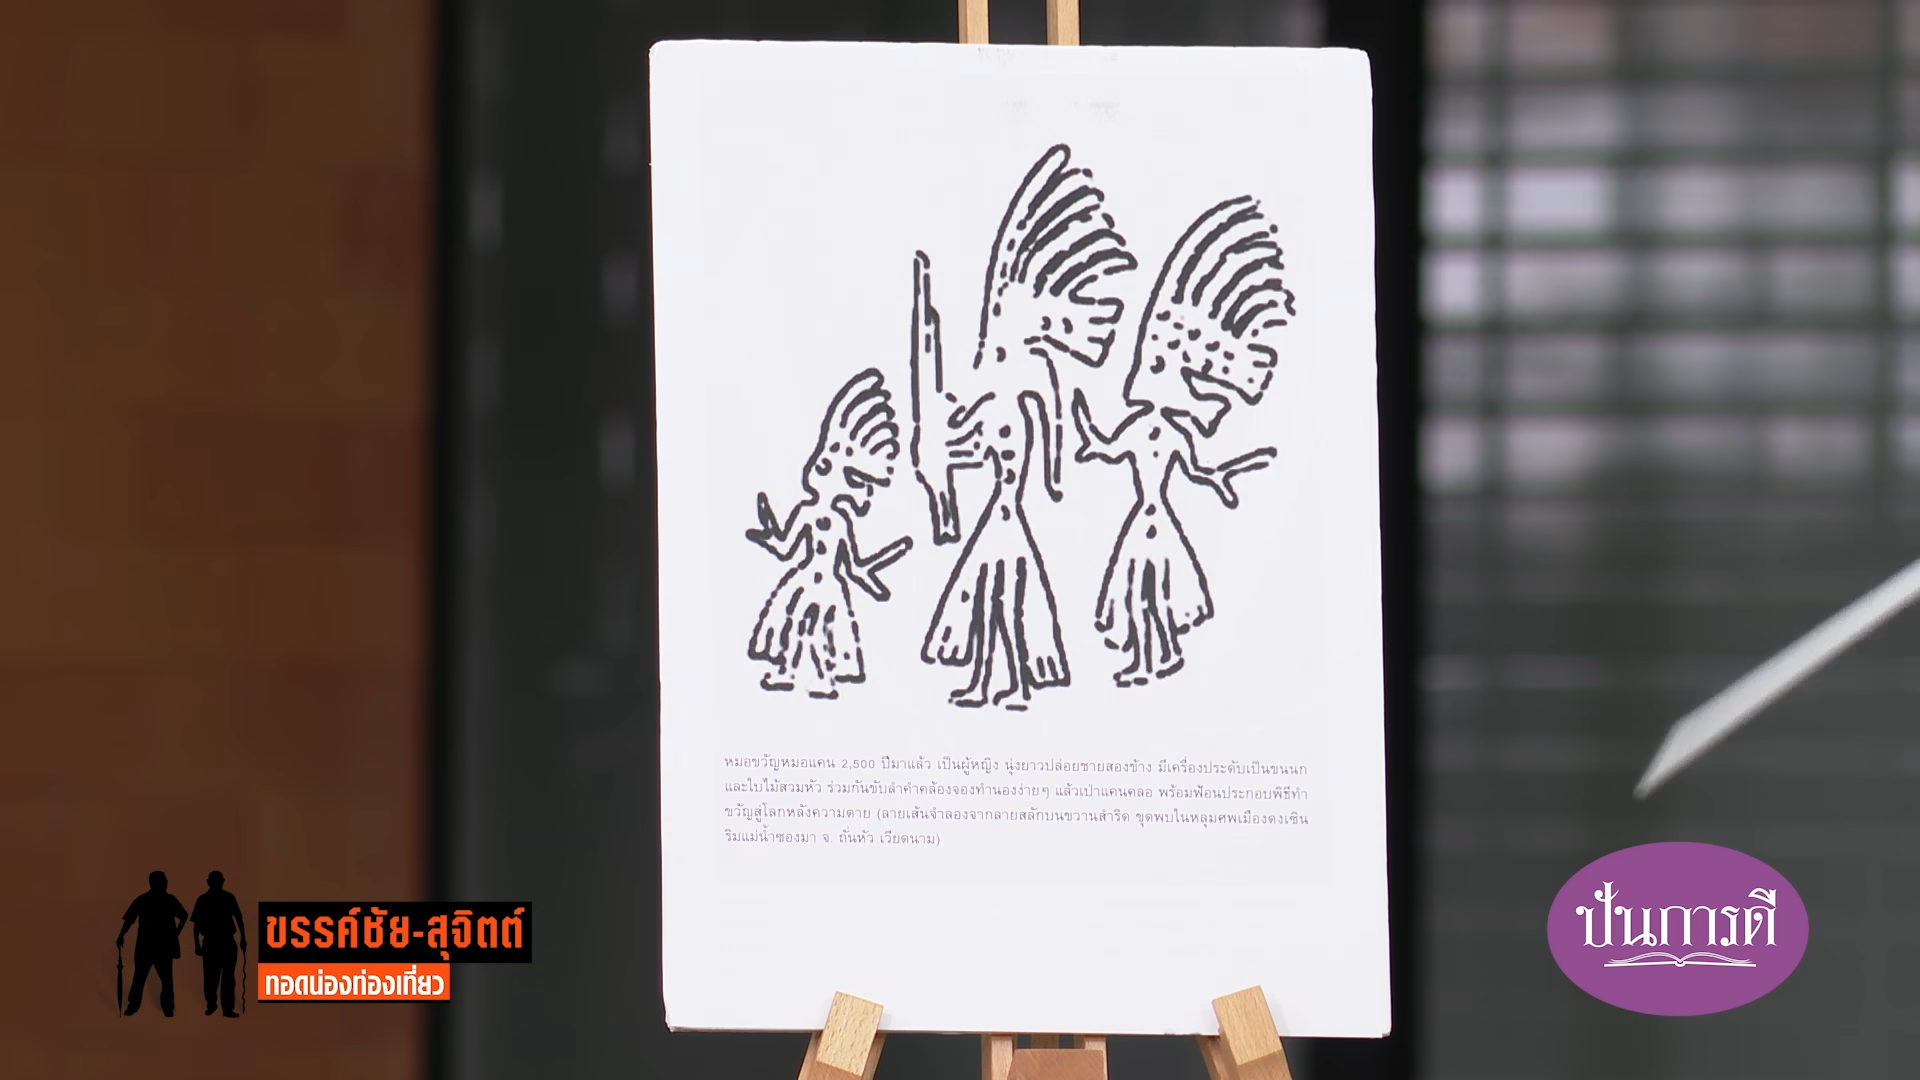 หมอขวัญหมอแคน 2,500 ปีมาแล้ว เป็นผู้หญิง นุ่งยาวปล่อยชายสองข้าง มีเครื่องประดับเป็นขนนก
และใบไม้สวมหัว ร่วมกันขับลำคำคล้องจองทำนองง่ายๆ แล้วเป่าแคนคลอ พร้อมฟ้อนประกอบพิธีทำ
ขวัญสู่โลกหลังความตาย (ลายเส้นจำลองจากลายสลักบนขวานสำริด ขุดพบในหลุมศพเมืองดงเซิน
ริมแม่น้ำซองมา จ. ถั่นหัว เวียดนาม)
ขรรค์ชัย-สุจิตต์
ทอดน่องท่องเที่ยว
ปันการดี